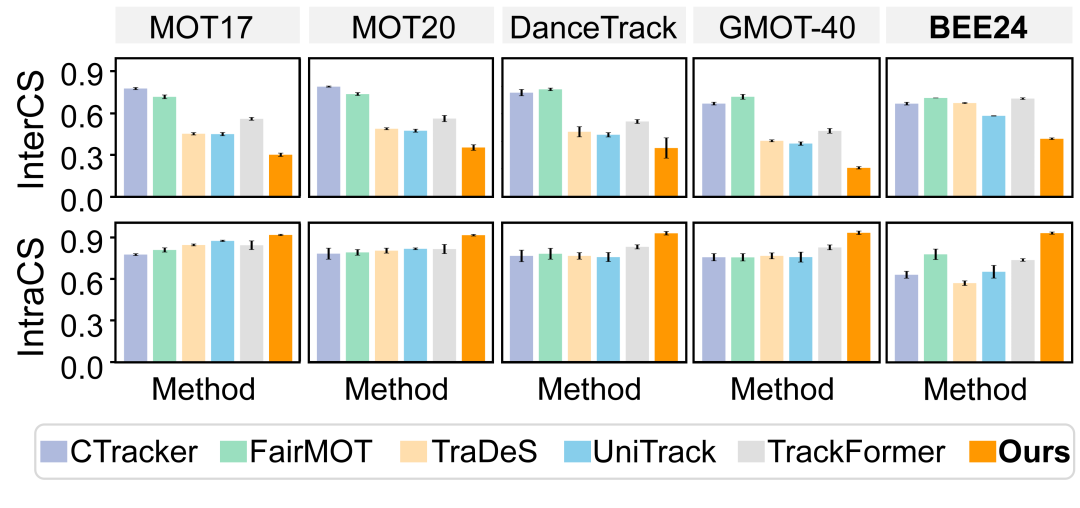 MOT17 MOT20 DanceTrack GMOT-40 BEE24
InterCS
0.9
0.6
0.3
0.0
IntraCS
0.9
0.6
0.3
0.0
Method Method Method Method Method
CTracker FairMOT TraDeS UniTrack TrackFormer Ours